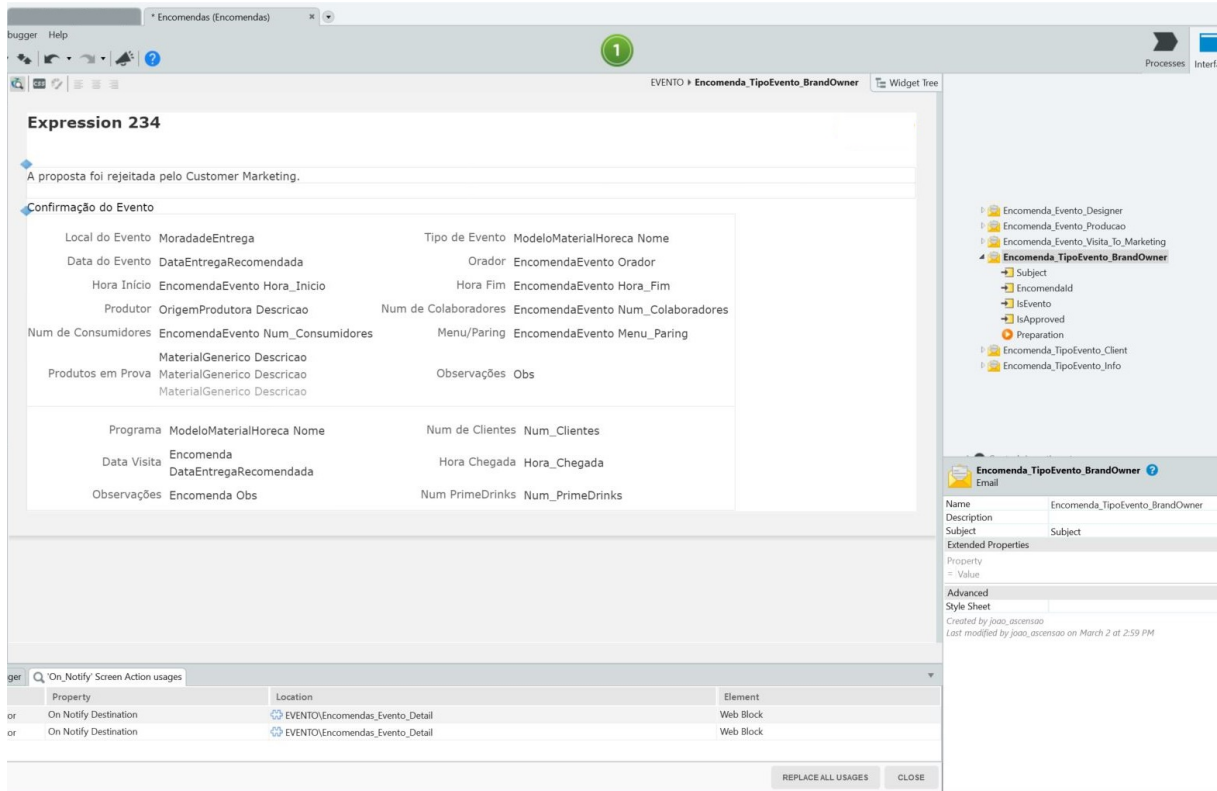 * Encomendas (Encomendas)
bugger Help
1
Processes
EVENTO Encomenda_TipoEvento_BrandOwner Widget Tree
Expression 234
A proposta foi rejeitada pelo Customer Marketing.
Confirmação do Evento
Local do Evento MoradadeEntrega Tipo de Evento ModeloMaterialHoreca Nome
Data do Evento DataEntregaRecomendada Orador EncomendaEvento Orador
Hora Início EncomendaEvento Hora_Inicio Hora Fim EncomendaEvento Hora_Fim
Produtor OrigemProdutora Descricao Num de Colaboradores EncomendaEvento Num_Colaboradores
Num de Consumidores EncomendaEvento Num_Consumidores Menu/Paring EncomendaEvento Menu_Paring
MaterialGenerico Descricao
Produtos em Prova MaterialGenerico Descricao Observações Obs
MaterialGenerico Descricao
Programa ModeloMaterialHoreca Nome Num de Clientes Num_Clientes
Data Visita Encomenda DataEntregaRecomendada Hora Chegada Hora_Chegada
Observações Encomenda Obs Num PrimeDrinks Num_PrimeDrinks
Encomenda_Evento_Designer
Encomenda_Evento_Producao
Encomenda_Evento_Visita_To_Marketing
Encomenda_TipoEvento_BrandOwner
Subject
EncomendaId
IsEvento
IsApproved
Preparation
Encomenda_TipoEvento_Client
Encomenda_TipoEvento_Info
Encomenda_TipoEvento_BrandOwner
Email
Name Encomenda_TipoEvento_BrandOwner
Description
Subject Subject
Extended Properties
Property
= Value
Advanced
Style Sheet
Created by joao_ascensao
Last modified by joao_ascensao on March 2 at 2:59 PM
ger 'On_Notify' Screen Action usages
Property Location Element
or On Notify Destination EVENTO\Encomendas_Evento_Detail Web Block
or On Notify Destination EVENTO\Encomendas_Evento_Detail Web Block
REPLACE ALL USAGES CLOSE